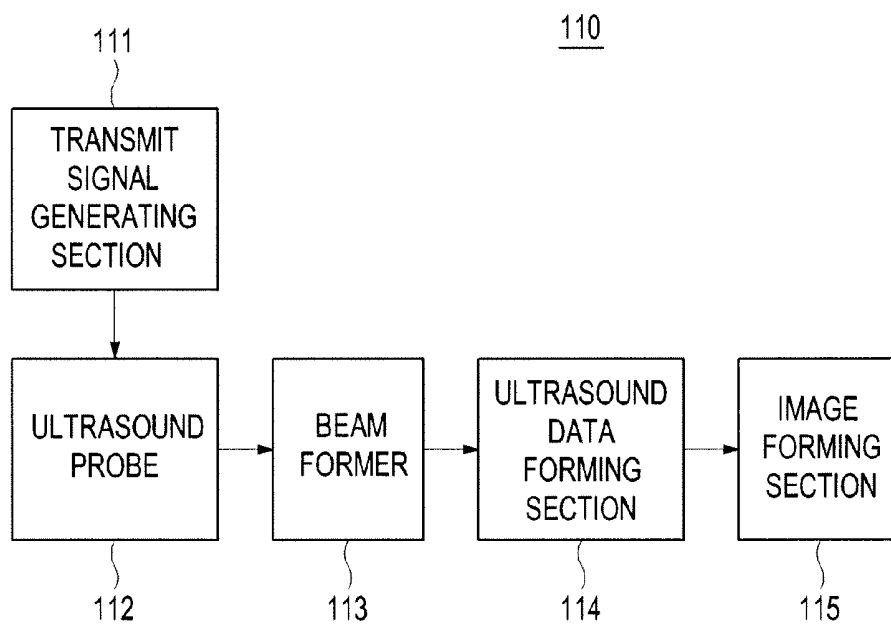 111
110
TRANSMIT
SIGNAL
GENERATING
SECTION
ULTRASOUND
PROBE
BEAM
FORMER
ULTRASOUND
DATA
FORMING
SECTION
IMAGE
FORMING
SECTION
112
113
114
115